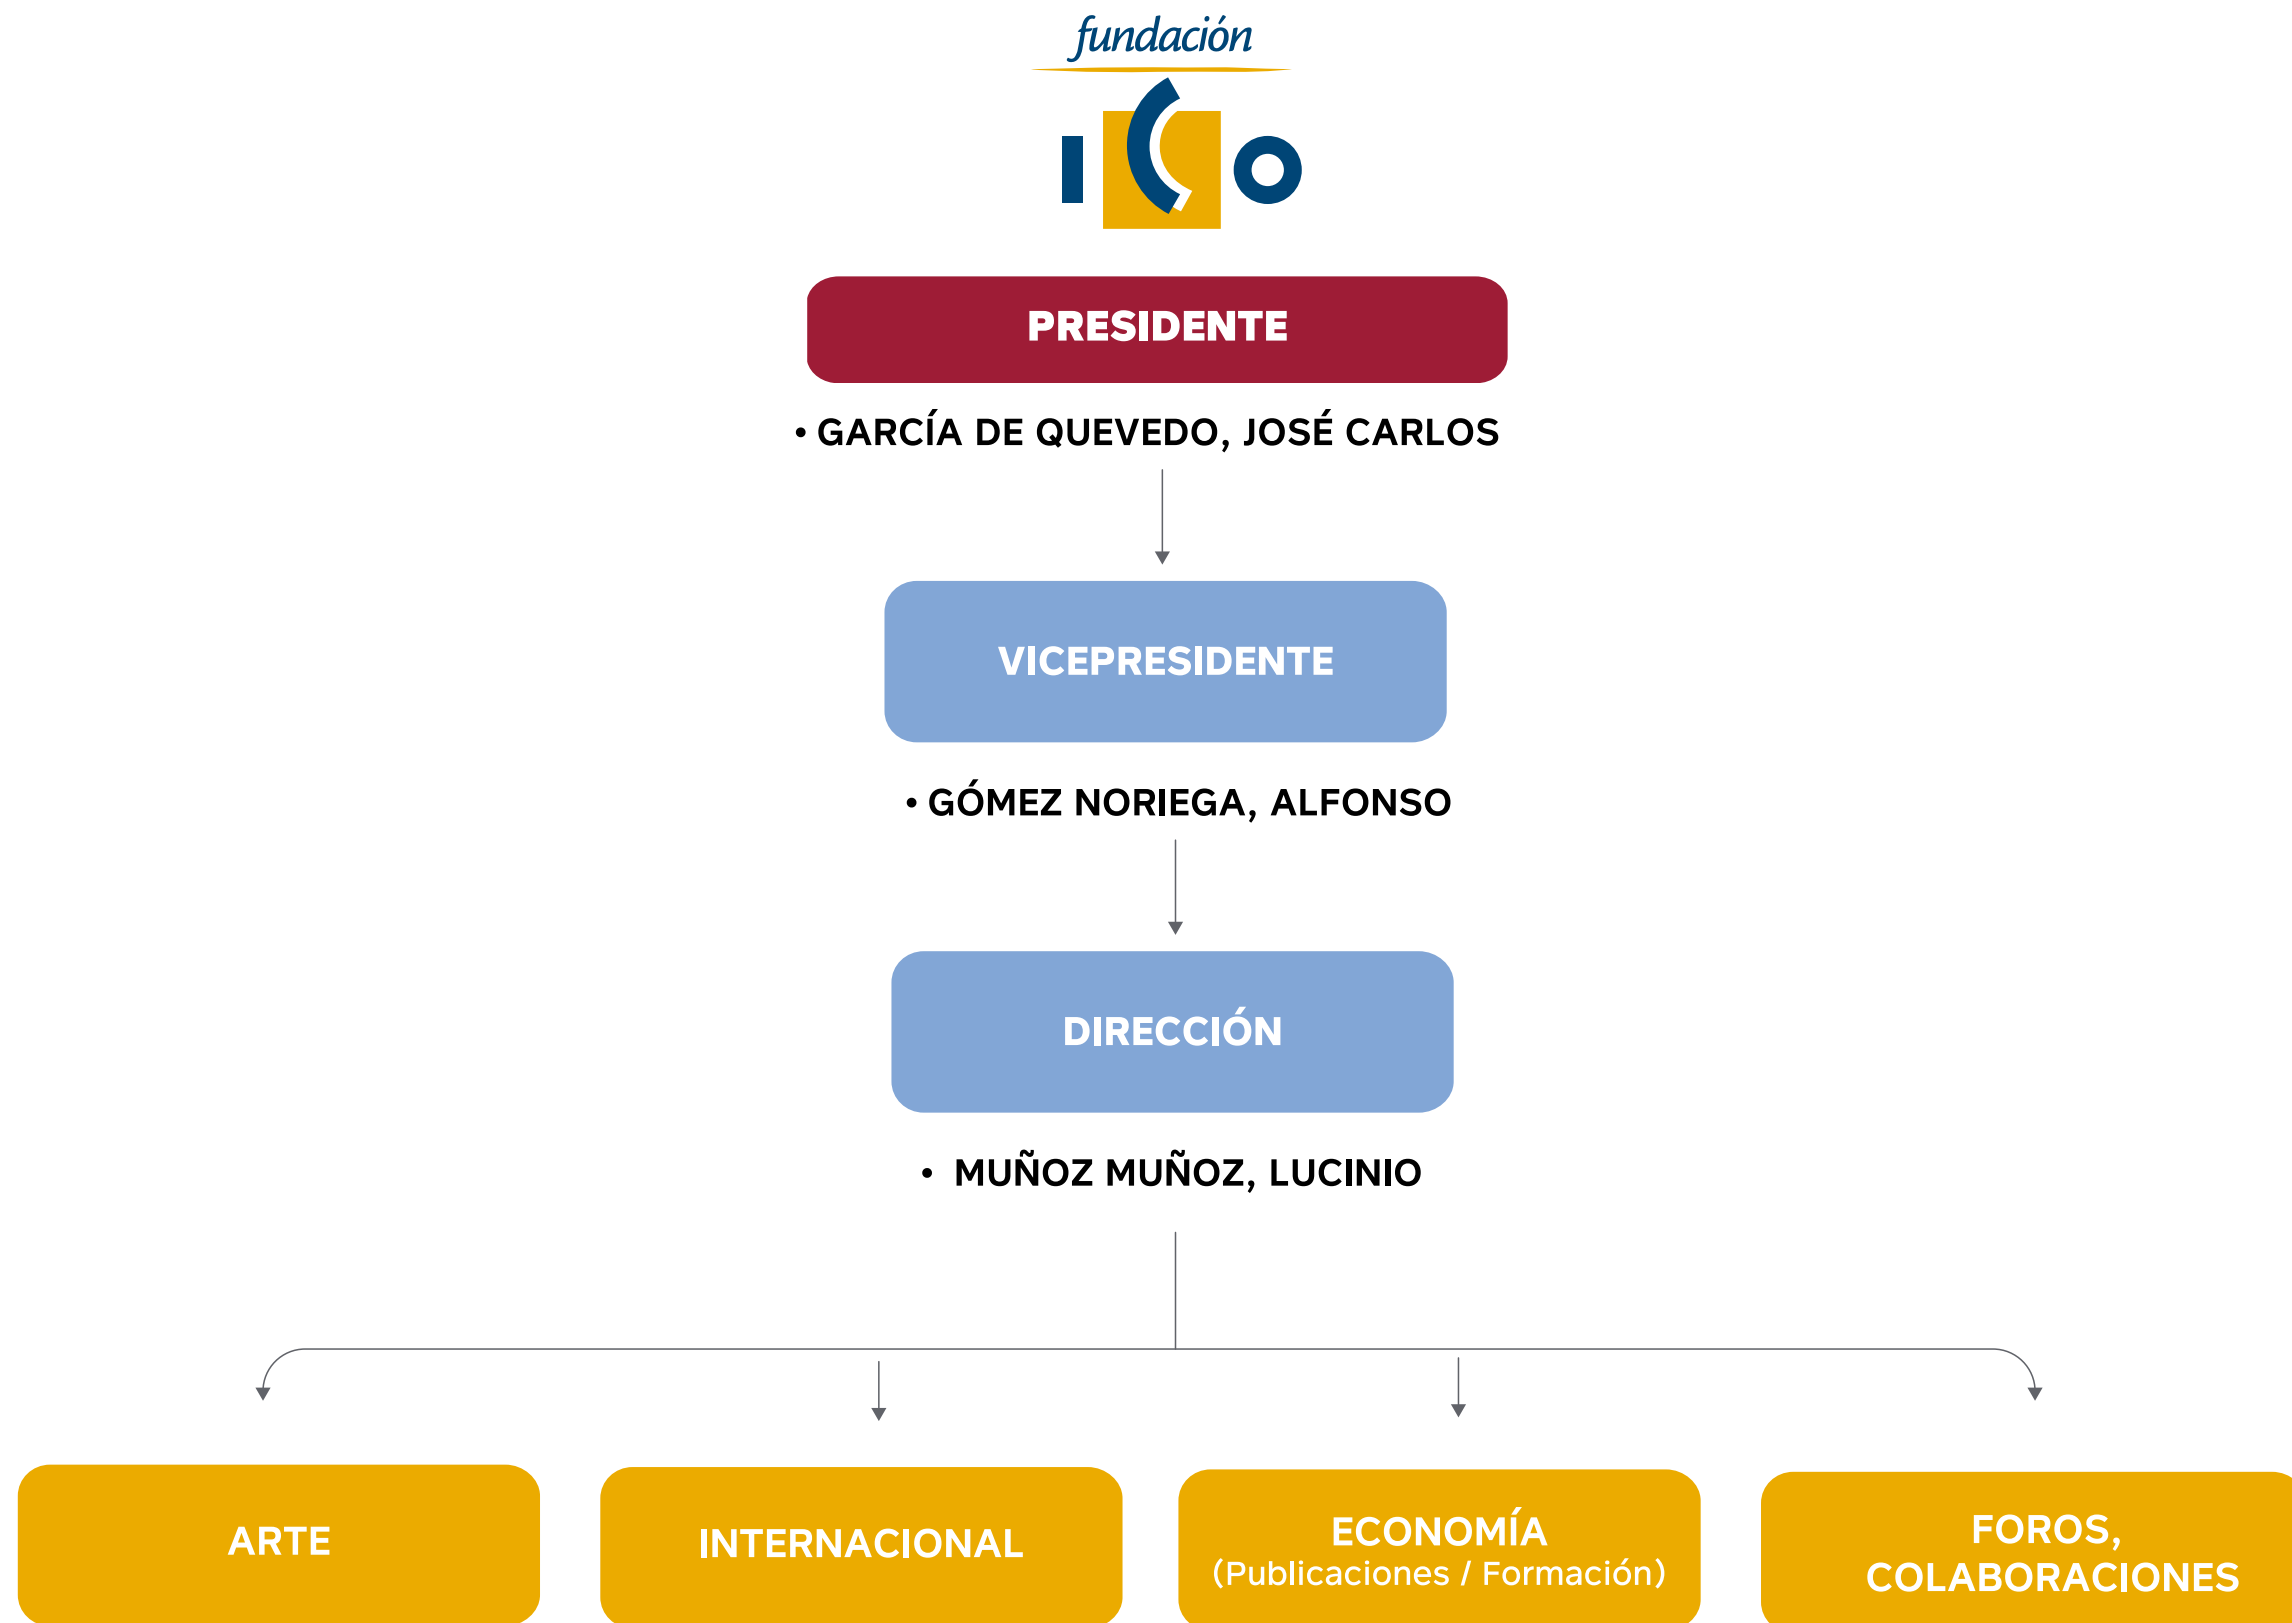 fundación
ICO
PRESIDENTE
• GARCÍA DE QUEVEDO, JOSÉ CARLOS
VICEPRESIDENTE
• GÓMEZ NORIEGA, ALFONSO
DIRECCIÓN
• MUÑOZ MUÑOZ, LUCINIO
ARTE
INTERNACIONAL
ECONOMÍA
(Publicaciones / Formación)
FOROS,
COLABORACIONES